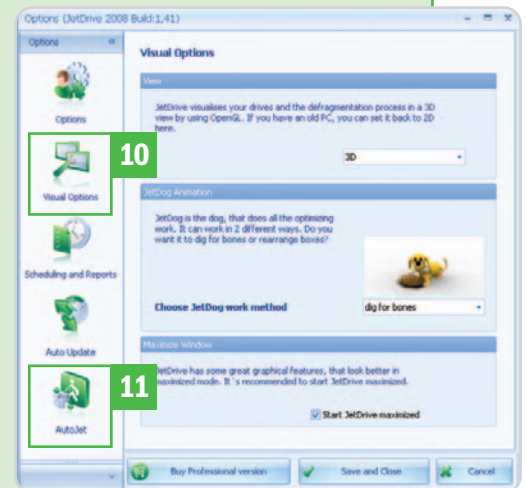 Options (JetDrive 2008 Build:1,41)
Options «
Options
10
Visual Options
Scheduling and Reports
Auto Update
11
AutoJet
Visual Options
View
JetDrive visualises your drives and the defragmentation process in a 3D
view by using OpenGL. If you have an old PC, you can set it back to 2D
here.
3D
JetDog Animation
JetDog is the dog, that does all the optimizing
work. It can work in 2 different ways. Do you
want it to dig for bones or rearrange boxes?
Choose JetDog work method
dig for bones
Maximize Window
JetDrive has some great graphical features, that look better in
maximized mode. It`s recommended to start JetDrive maximized.
Start JetDrive maximized
Buy Professional version
Save and Close
Cancel